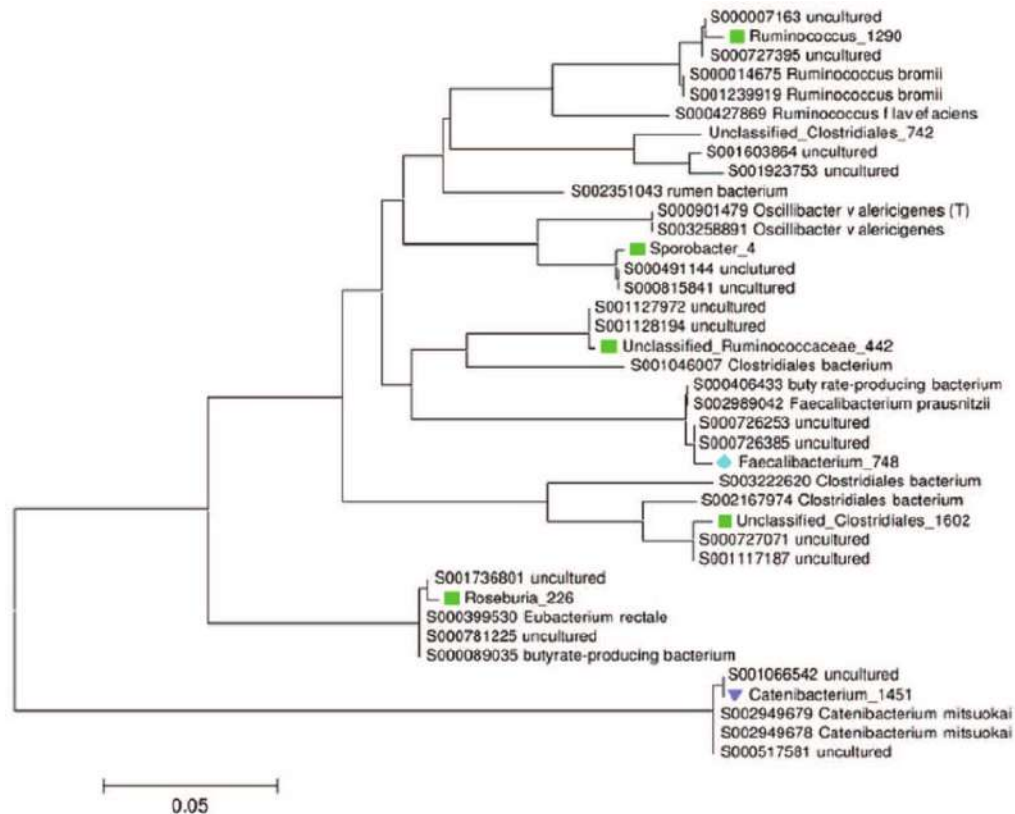 S000007163 uncultured
Ruminococcus_1290
S000727395 uncultured
S000014675 Ruminococcus bromii
S001239919 Ruminococcus bromii
S000427869 Ruminococcus f lav ef aciens
Unclassified_Clostridiales_742
S001603864 uncultured
S001923753 uncultured
S002351043 rumen bacterium
S000901479 Oscillibacter v alericigenes (T)
S003258891 Oscillibacter v alericigenes
Sporobacter_4
S000491144 unclutured
S000815841 uncultured
S001127972 uncultured
S001128194 uncultured
Unclassified_Ruminococcaceae_442
S001046007 Clostridiales bacterium
S000406433 buty rate-producing bacterium
S002989042 Faecalibacterium prausnitzii
S000726253 uncultured
S000726385 uncultured
Faecalibacterium_748
S003222620 Clostridiales bacterium
S002167974 Clostridiales bacterium
Unclassified_Clostridiales_1602
S000727071 uncultured
S001117187 uncultured
S001736801 uncultured
Roseburia_226
S000399530 Eubacterium rectale
S000781225 uncultured
S000089035 butyrate-producing bacterium
S001066542 uncultured
Catenibacterium_1451
S002949679 Catenibacterium mitsuokai
S002949678 Catenibacterium mitsuokai
S000517581 uncultured
0.05